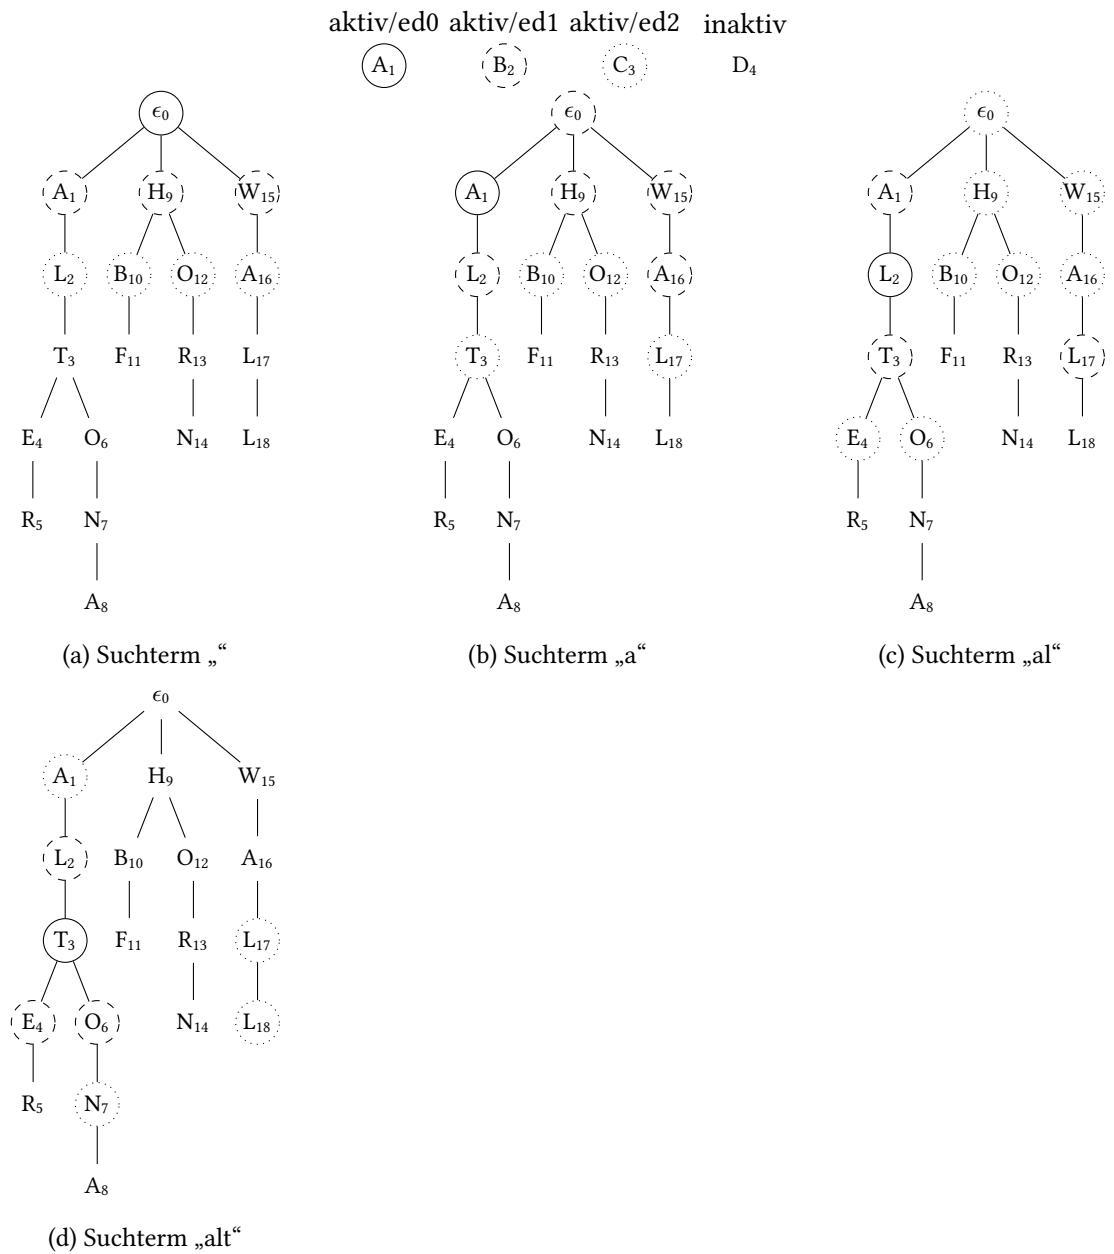 aktiv/ed0 aktiv/ed1 aktiv/ed2 inaktiv
A₁ B₂ C₃ D₄
ϵ₀ ϵ₀ ϵ₀
A₁ H₉ W₁₅ A₁ H₉ W₁₅ A₁ H₉ W₁₅
L₂ B₁₀ O₁₂ A₁₆ L₂ B₁₀ O₁₂ A₁₆ L₂ B₁₀ O₁₂ A₁₆
T₃ F₁₁ R₁₃ L₁₇ T₃ F₁₁ R₁₃ L₁₇ T₃ F₁₁ R₁₃ L₁₇
E₄ O₆ N₁₄ L₁₈ E₄ O₆ N₁₄ L₁₈ E₄ O₆ N₁₄ L₁₈
R₅ N₇ R₅ N₇ R₅ N₇
A₈ A₈ A₈
(a) Suchterm „“ (b) Suchterm „a“ (c) Suchterm „al“
ϵ₀
A₁ H₉ W₁₅
L₂ B₁₀ O₁₂ A₁₆
T₃ F₁₁ R₁₃ L₁₇
E₄ O₆ N₁₄ L₁₈
R₅ N₇
A₈
(d) Suchterm „alt“